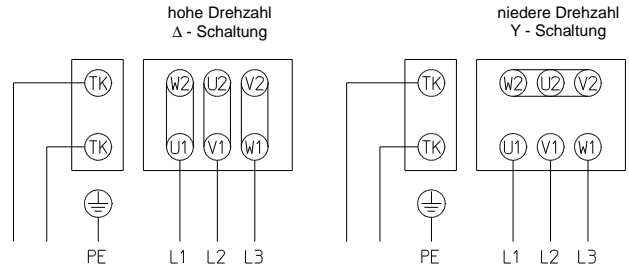 hohe Drehzahl
Δ - Schaltung
TK W2 U2 V2
TK U1 V1 W1
PE L1 L2 L3
niedere Drehzahl
Y - Schaltung
TK W2 U2 V2
TK U1 V1 W1
PE L1 L2 L3